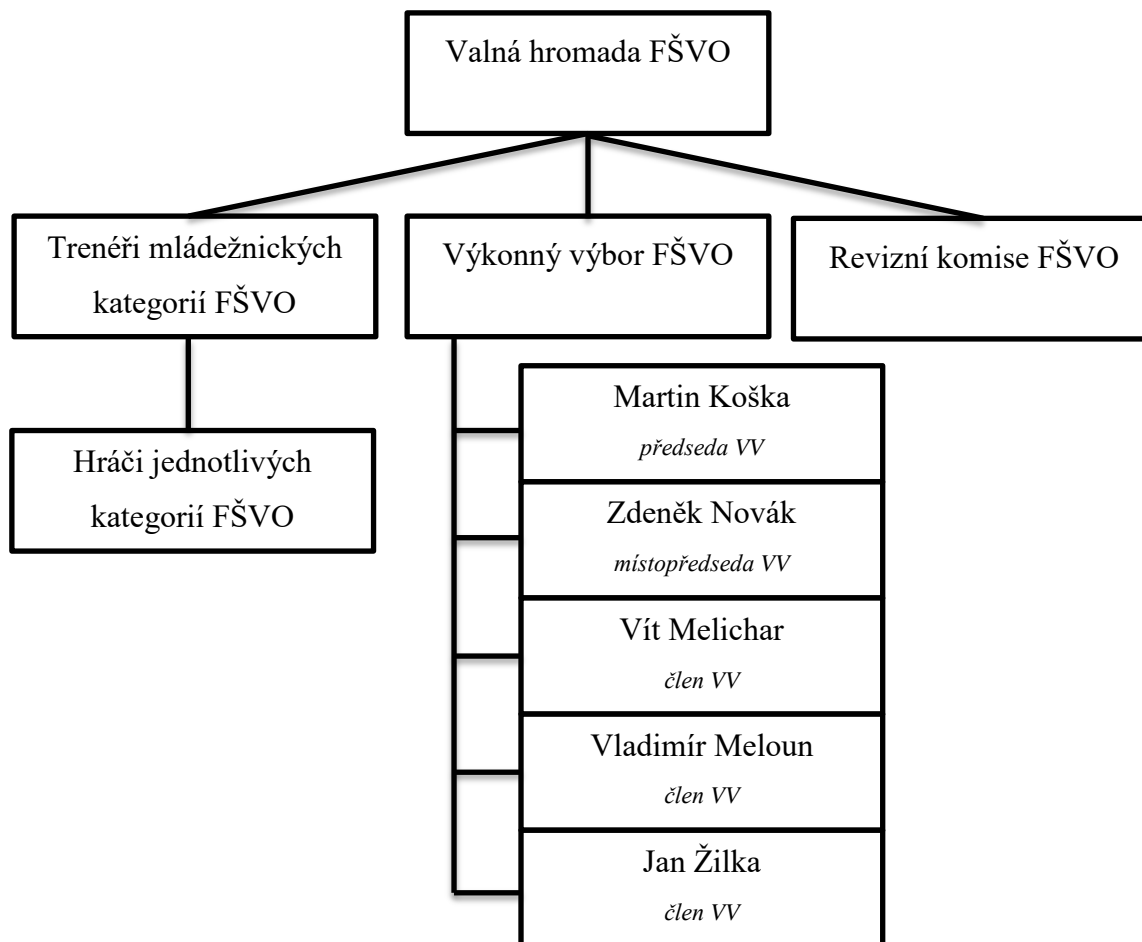 Valná hromada FŠVO
Trenéři mládežnických
kategorií FŠVO
Výkonný výbor FŠVO
Revizní komise FŠVO
Hráči jednotlivých
kategorií FŠVO
Martin Koška
předseda VV
Zdeněk Novák
místopředseda VV
Vít Melichar
člen VV
Vladimír Meloun
člen VV
Jan Žilka
člen VV